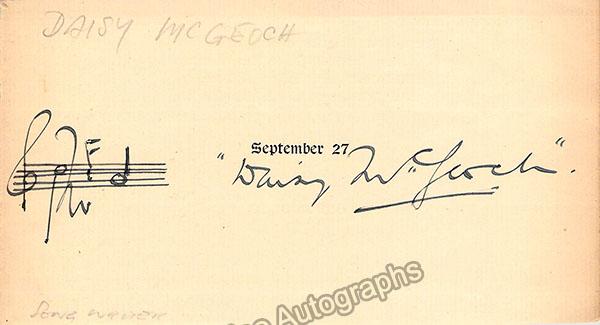 DAISY MCGEOCH
September 27
"Daisy McGeoch".
Song writer
Autographs